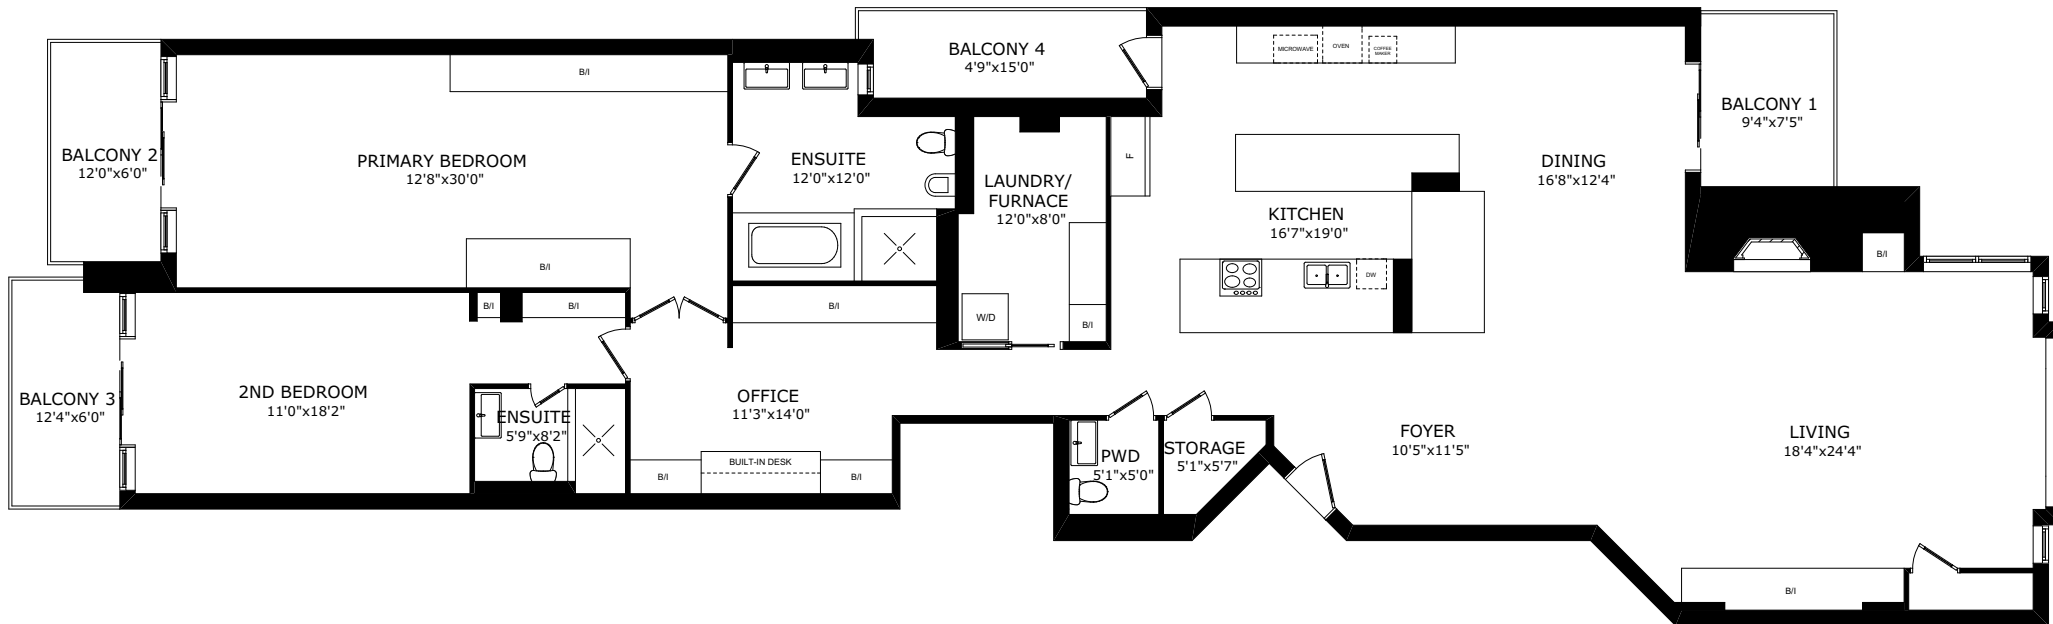 BALCONY 4
4'9"x15'0"
MICROWAVE
OVEN
COFFEE
MAKER
B/I
BALCONY 1
9'4"x7'5"
BALCONY 2
12'0"x6'0"
PRIMARY BEDROOM
12'8"x30'0"
ENSUITE
12'0"x12'0"
F
LAUNDRY/
FURNACE
12'0"x8'0"
DINING
16'8"x12'4"
KITCHEN
16'7"x19'0"
B/I
B/I
DW
B/I
B/I
B/I
W/D
B/I
BALCONY 3
12'4"x6'0"
2ND BEDROOM
11'0"x18'2"
ENSUITE
5'9"x8'2"
OFFICE
11'3"x14'0"
BUILT-IN DESK
B/I
B/I
PWD
5'1"x5'0"
STORAGE
5'1"x5'7"
FOYER
10'5"x11'5"
LIVING
18'4"x24'4"
B/I